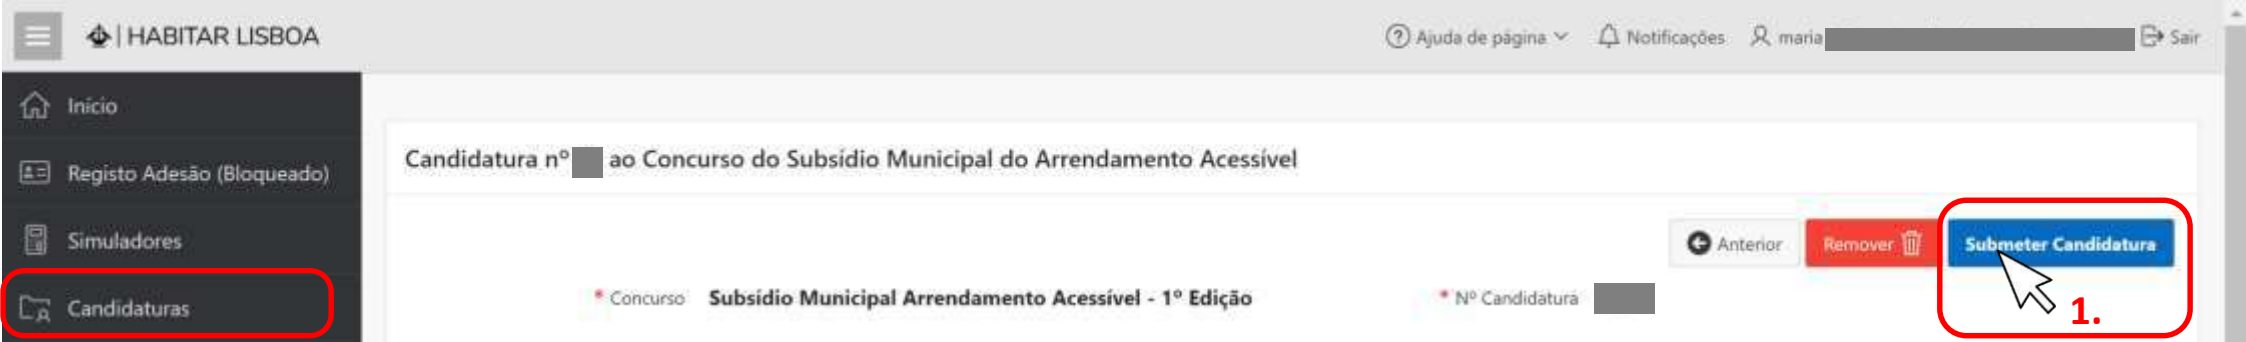 HABITAR LISBOA
Ajuda de página
Notificações
maria
Sair
Início
Registo Adesão (Bloqueado)
Simuladores
Candidaturas
Candidatura nº ao Concurso do Subsídio Municipal do Arrendamento Acessível
Anterior
Remover
Submeter Candidatura
* Concurso Subsídio Municipal Arrendamento Acessível - 1º Edição
* Nº Candidatura
1.